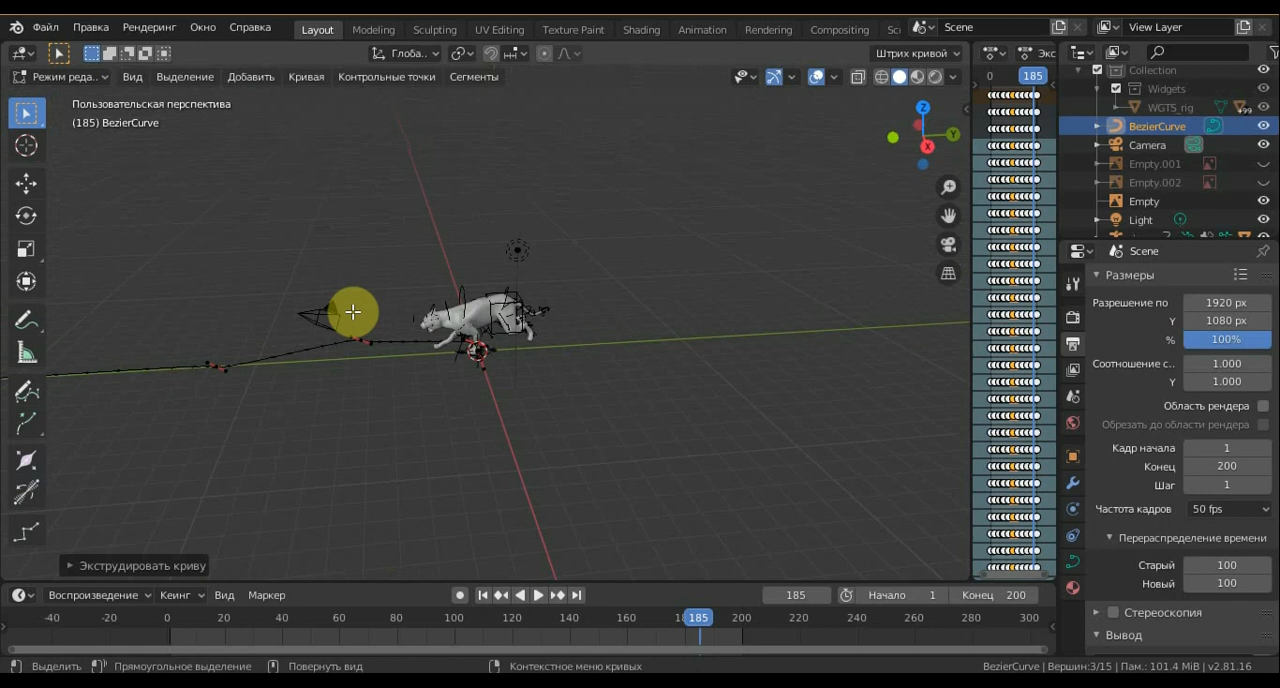 Файл Правка Рендеринг Окно Справка Layout Modeling Sculpting UV Editing Texture Paint Shading Animation Rendering Compositing Sc Scene View Layer
Глоба.. Штрих кривой Экс
Режим реда.. Вид Выделение Добавить Кривая Контрольные точки Сегменты 0 185
Пользовательская перспектива
(185) BezierCurve
Z
Y
X
Collection
Widgets
WGTS_rig 99
BezierCurve
Camera
Empty.001
Empty.002
Empty
Light
Scene
Размеры
Разрешение по 1920 px
Y 1080 px
% 100%
Соотношение с.. 1.000
Y 1.000
Область рендера
Обрезать до области рендера
Кадр начала 1
Конец 200
Шаг 1
Частота кадров 50 fps
Перераспределение времени
Старый 100
Новый 100
Стереоскопия
Вывод
Экструдировать криву
Воспроизведение Кеинг Вид Маркер 185 Начало 1 Конец 200
-40 -20 0 20 40 60 80 100 120 140 160 185 200 220 240 260 280 300
Выделить Прямоугольное выделение Повернуть вид Контекстное меню кривых BezierCurve | Вершин:3/15 | Пам.: 101.4 MiB | v2.81.16